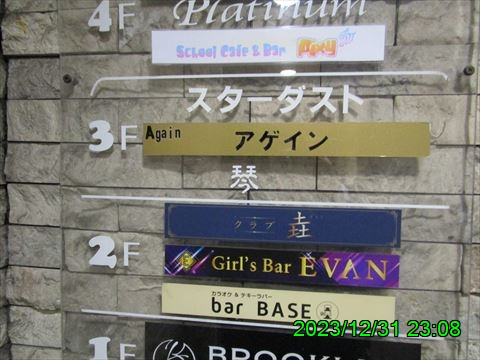 4F
Platinum
School Cafe & Bar
スターダスト
3F
Again アゲイン
琴
クラブ 垚
2F
Girl's Bar EVAN
カラオケ & テキーラバー
bar BASE
1F
2023/12/31 23:08